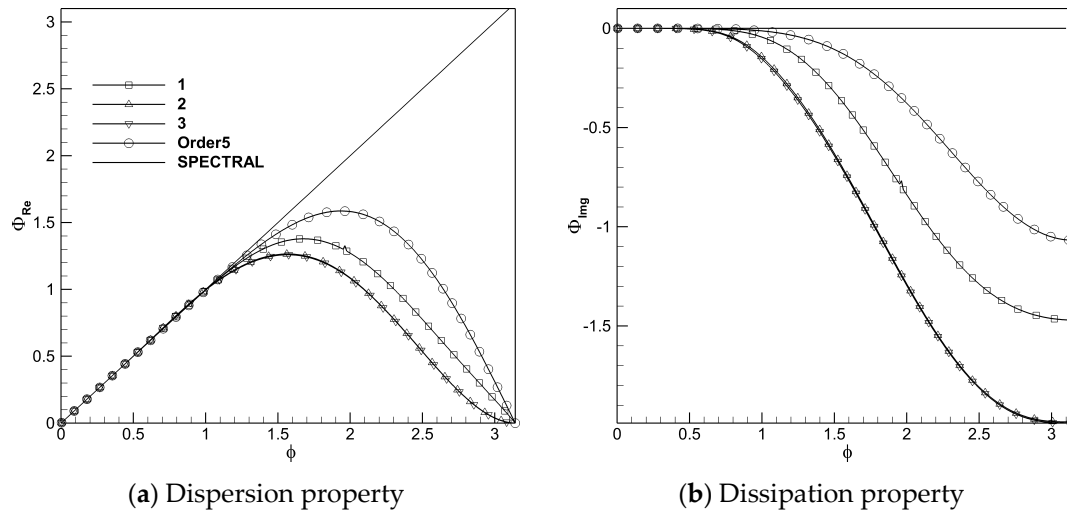 3
2.5
2
1.5
1
0.5
0
Φ_Re
1
2
3
Order5
SPECTRAL
0 0.5 1 1.5 2 2.5 3
ϕ
(a) Dispersion property
0
-0.5
-1
-1.5
Φ_Img
0 0.5 1 1.5 2 2.5 3
ϕ
(b) Dissipation property